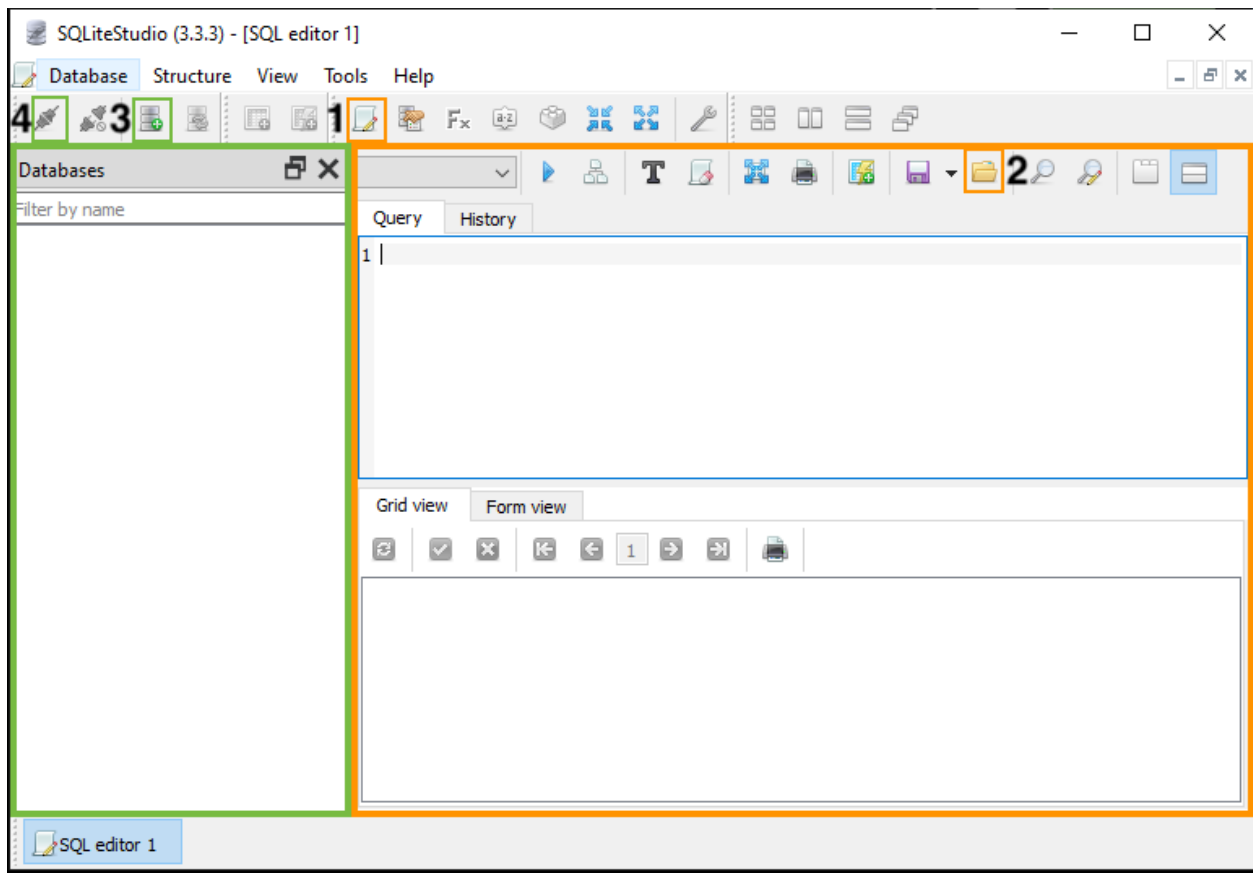 SQLiteStudio (3.3.3) - [SQL editor 1]
Database Structure View Tools Help
4 3 1 Fx a·z
Databases
Filter by name
T 2
Query History
1
Grid view Form view
1
SQL editor 1